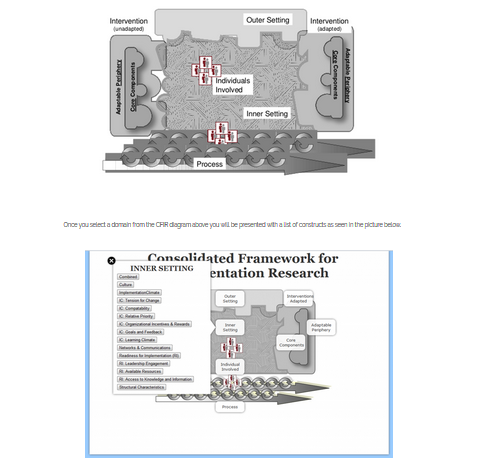 Intervention
(unadapted)
Outer Setting
Intervention
(adapted)
Adaptable Periphery
Core Components
Individuals
Involved
Core Components
Adaptable Periphery
Inner Setting
Process
Once you select a domain from the CFIR diagram above you will be presented with a list of constructs as seen in the picture below.
Consolidated Framework for
entation Research
INNER SETTING
Combined
Culture
ImplementationClimate
IC- Tension for Change
IC- Compatability
IC- Relative Priority
IC- Organizational Incentives & Rewards
IC- Goals and Feedback
IC- Learning Climate
Networks & Communications
Readiness for Implementation (RI)
RI- Leadership Engagement
RI- Available Resources
RI- Access to Knowledge and Information
Structural Characteristics
Outer
Setting
Interventions
Adapted
Inner
Setting
Adaptable
Periphery
Core
Components
Individual
Involved
Process